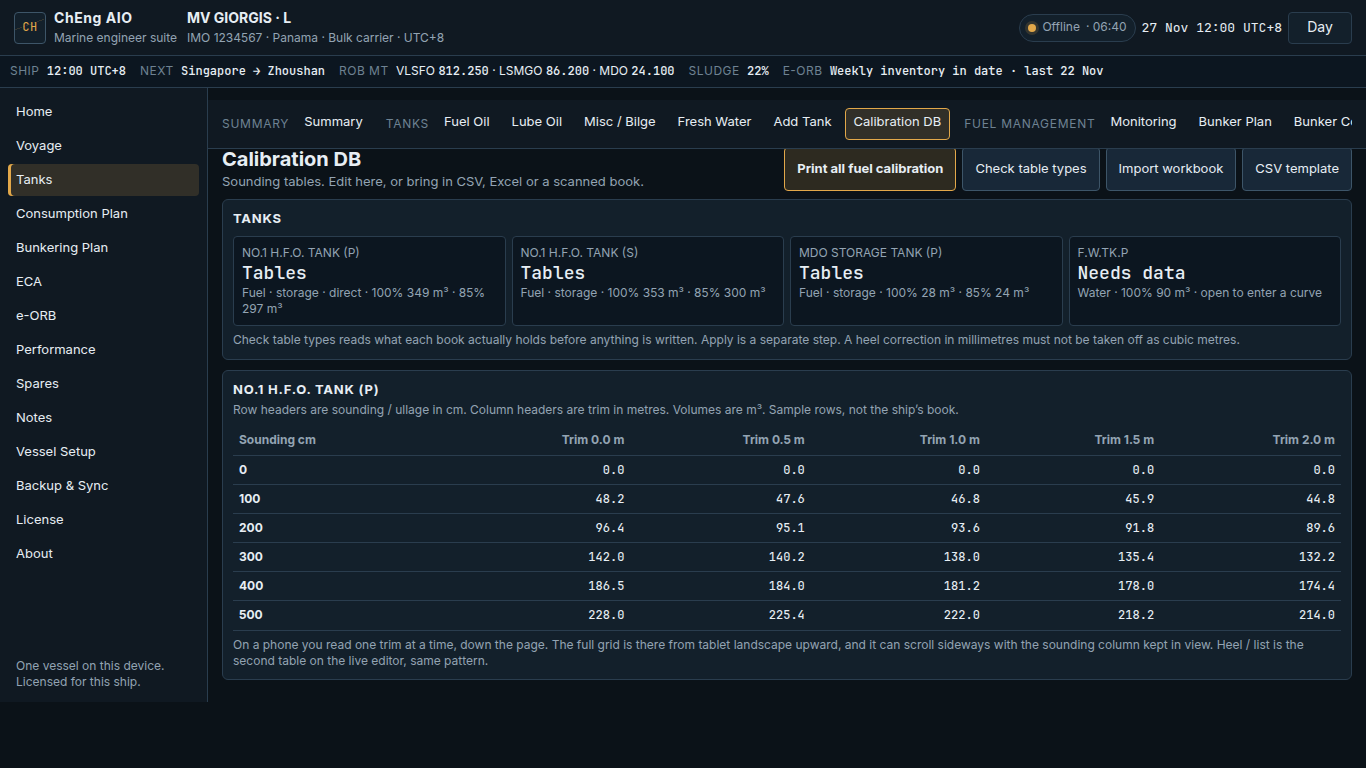 CH
ChEng AIO
Marine engineer suite
MV GIORGIS · L
IMO 1234567 · Panama · Bulk carrier · UTC+8
Offline · 06:40
27 Nov 12:00 UTC+8
Day
SHIP 12:00 UTC+8 NEXT Singapore → Zhoushan ROB MT VLSFO 812.250 · LSMGO 86.200 · MDO 24.100 SLUDGE 22% E-ORB Weekly inventory in date · last 22 Nov
Home
Voyage
Tanks
Consumption Plan
Bunkering Plan
ECA
e-ORB
Performance
Spares
Notes
Vessel Setup
Backup & Sync
License
About
One vessel on this device.
Licensed for this ship.
SUMMARY Summary TANKS Fuel Oil Lube Oil Misc / Bilge Fresh Water Add Tank Calibration DB FUEL MANAGEMENT Monitoring Bunker Plan Bunker
Calibration DB
Sounding tables. Edit here, or bring in CSV, Excel or a scanned book.
Print all fuel calibration
Check table types
Import workbook
CSV template
TANKS
NO.1 H.F.O. TANK (P)
Tables
Fuel · storage · direct · 100% 349 m³ · 85%
297 m³
NO.1 H.F.O. TANK (S)
Tables
Fuel · storage · 100% 353 m³ · 85% 300 m³
MDO STORAGE TANK (P)
Tables
Fuel · storage · 100% 28 m³ · 85% 24 m³
F.W.TK.P
Needs data
Water · 100% 90 m³ · open to enter a curve
Check table types reads what each book actually holds before anything is written. Apply is a separate step. A heel correction in millimetres must not be taken off as cubic metres.
NO.1 H.F.O. TANK (P)
Row headers are sounding / ullage in cm. Column headers are trim in metres. Volumes are m³. Sample rows, not the ship's book.
Sounding cm Trim 0.0 m Trim 0.5 m Trim 1.0 m Trim 1.5 m Trim 2.0 m
0 0.0 0.0 0.0 0.0 0.0
100 48.2 47.6 46.8 45.9 44.8
200 96.4 95.1 93.6 91.8 89.6
300 142.0 140.2 138.0 135.4 132.2
400 186.5 184.0 181.2 178.0 174.4
500 228.0 225.4 222.0 218.2 214.0
On a phone you read one trim at a time, down the page. The full grid is there from tablet landscape upward, and it can scroll sideways with the sounding column kept in view. Heel / list is the
second table on the live editor, same pattern.